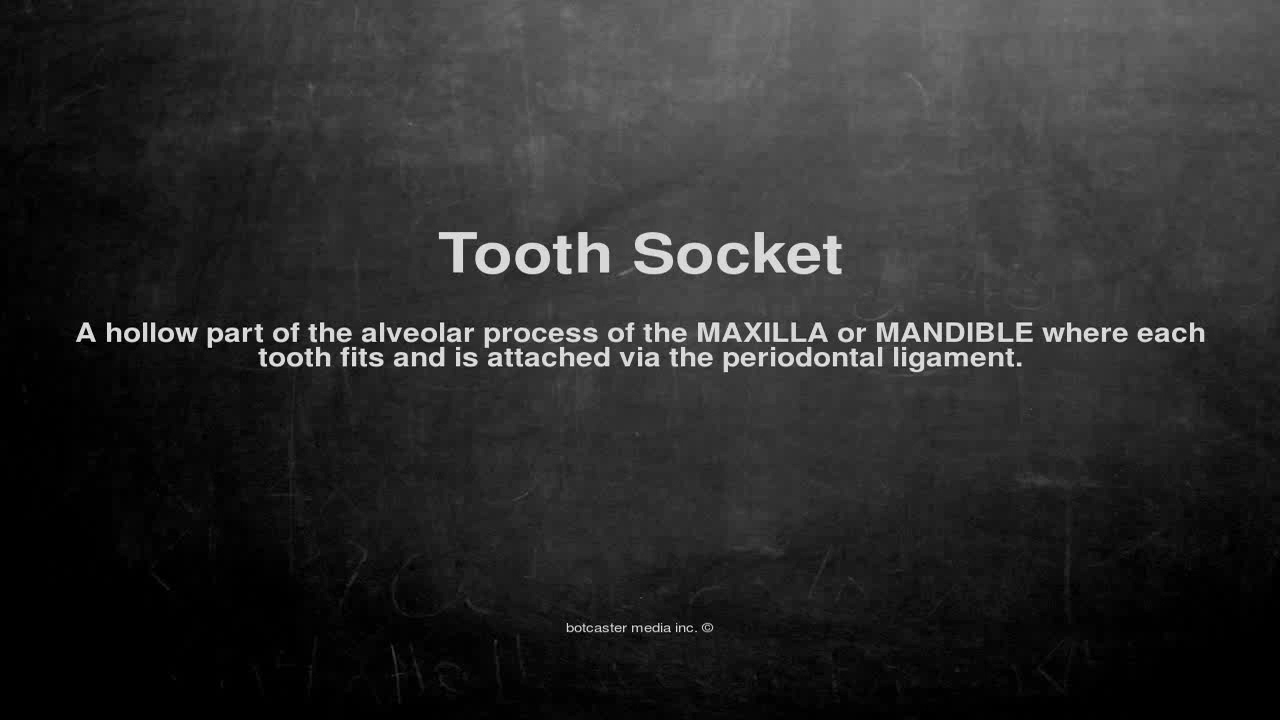 Tooth Socket
A hollow part of the alveolar process of the MAXILLA or MANDIBLE where each
tooth fits and is attached via the periodontal ligament.
botcaster media inc. ©